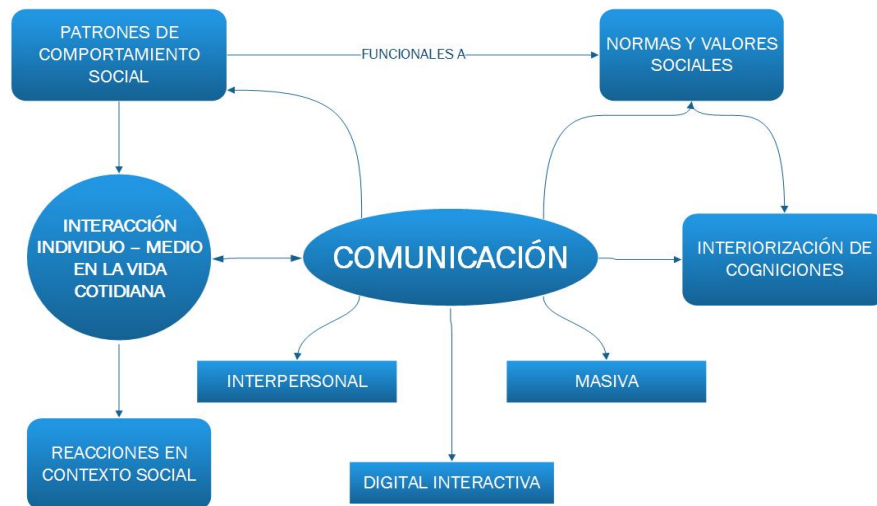 PATRONES DE
COMPORTAMIENTO
SOCIAL
FUNCIONALES A
NORMAS Y VALORES
SOCIALES
INTERACCIÓN
INDIVIDUO – MEDIO
EN LA VIDA
COTIDIANA
COMUNICACIÓN
INTERIORIZACIÓN DE
COGNICIONES
INTERPERSONAL
MASIVA
REACCIONES EN
CONTEXTO SOCIAL
DIGITAL INTERACTIVA